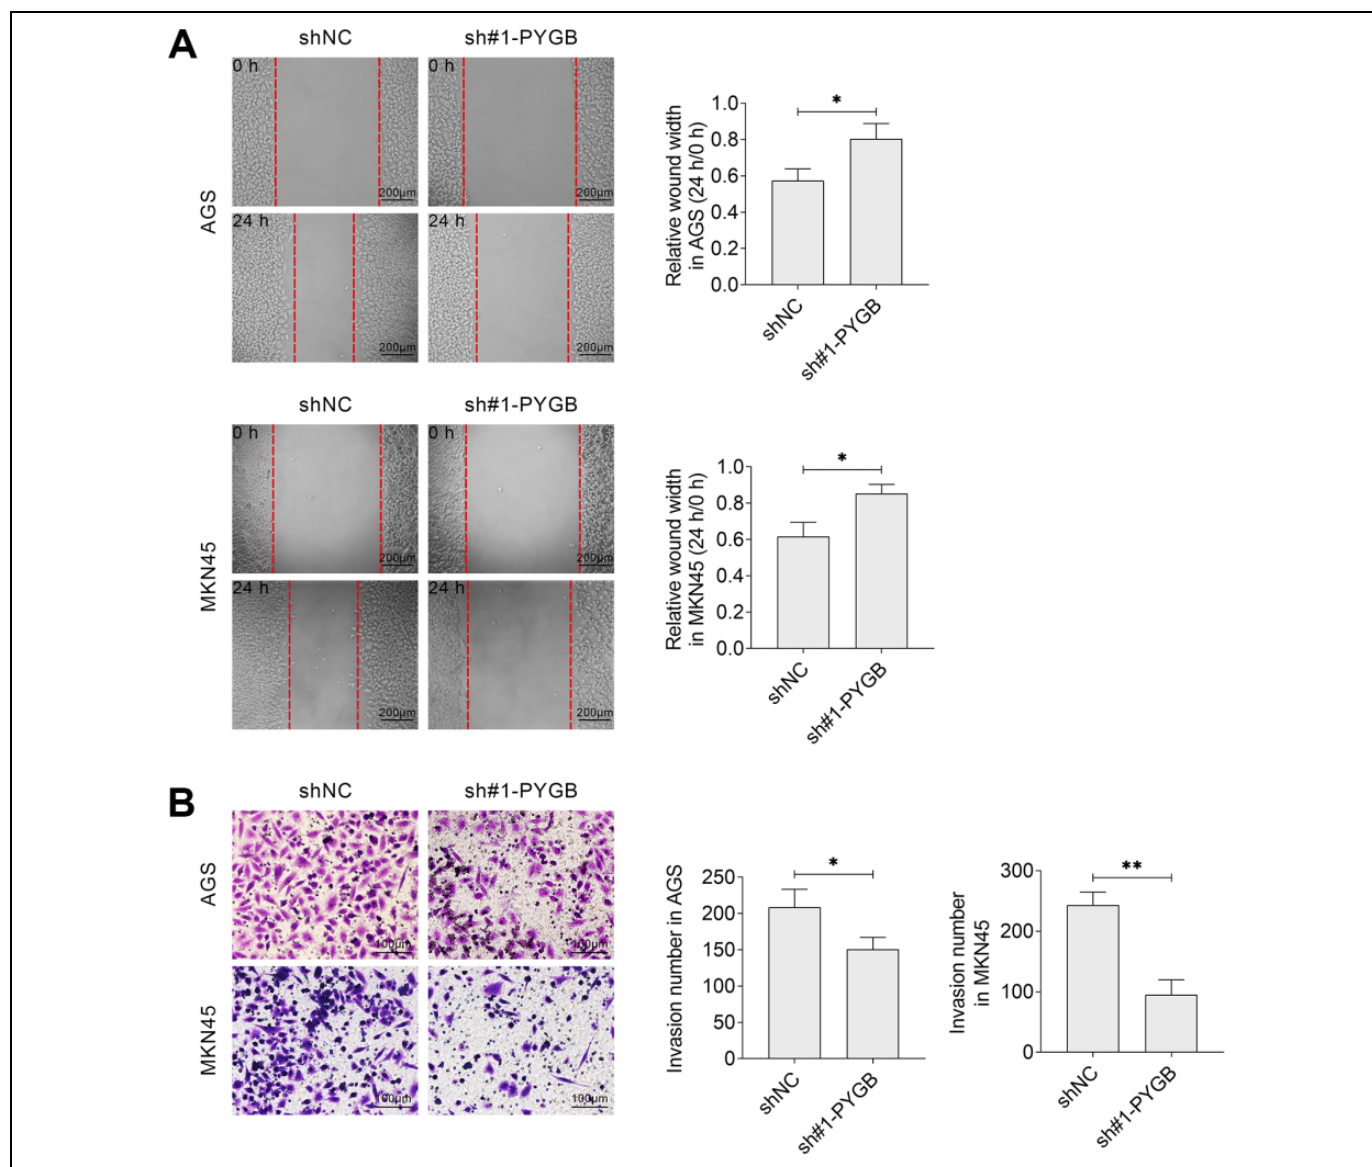 A
shNC
sh#1-PYGB
0 h
0 h
200μm
200μm
AGS
24 h
24 h
200μm
200μm
Relative wound width
in AGS (24 h/0 h)
1.0
0.8
0.6
0.4
0.2
0.0
*
shNC
sh#1-PYGB
shNC
sh#1-PYGB
0 h
0 h
200μm
200μm
MKN45
24 h
24 h
200μm
200μm
Relative wound width
in MKN45 (24 h/0 h)
1.0
0.8
0.6
0.4
0.2
0.0
*
shNC
sh#1-PYGB
B
shNC
sh#1-PYGB
AGS
100μm
100μm
MKN45
100μm
100μm
Invasion number in AGS
250
200
150
100
50
0
*
shNC
sh#1-PYGB
Invasion number
in MKN45
300
200
100
0
**
shNC
sh#1-PYGB